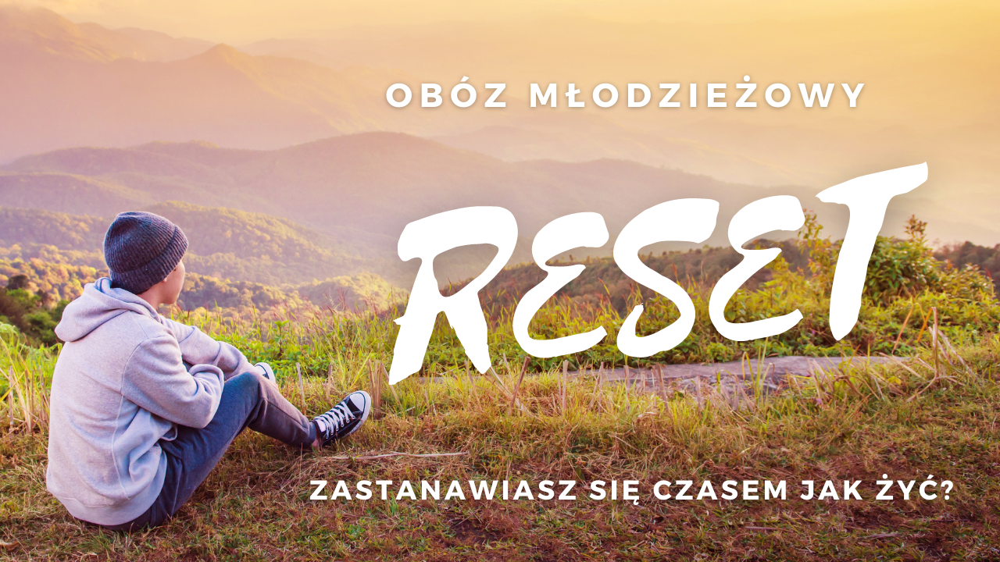 OBÓZ MŁODZIEŻOWY
RESET
ZASTANAWIASZ SIĘ CZASEM JAK ŻYĆ?